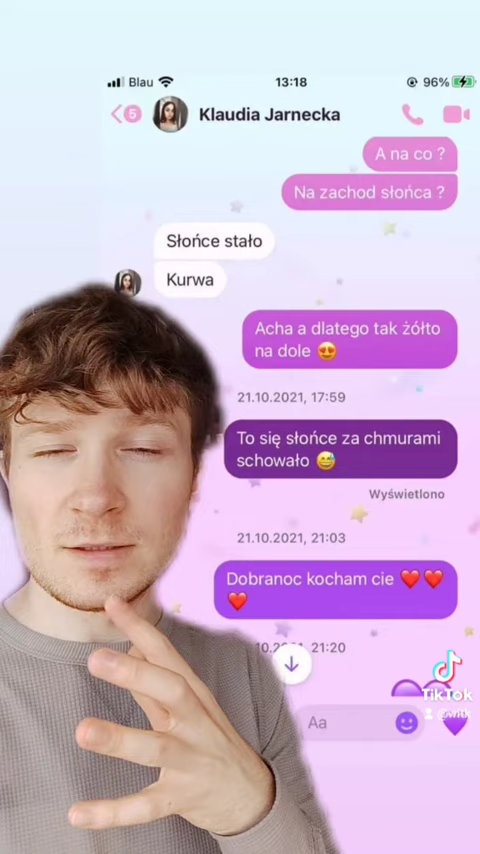 Blau
13:18
96%
5
Klaudia Jarnecka
A na co ?
Na zachod słońca ?
Słońce stało
Kurwa
Acha a dlatego tak żółto
na dole 😍
21.10.2021, 17:59
To się słońce za chmurami
schowało 😅
Wyświetlono
21.10.2021, 21:03
Dobranoc kocham cie ❤️❤️
❤️
.10.2021, 21:20
TikTok
Aa